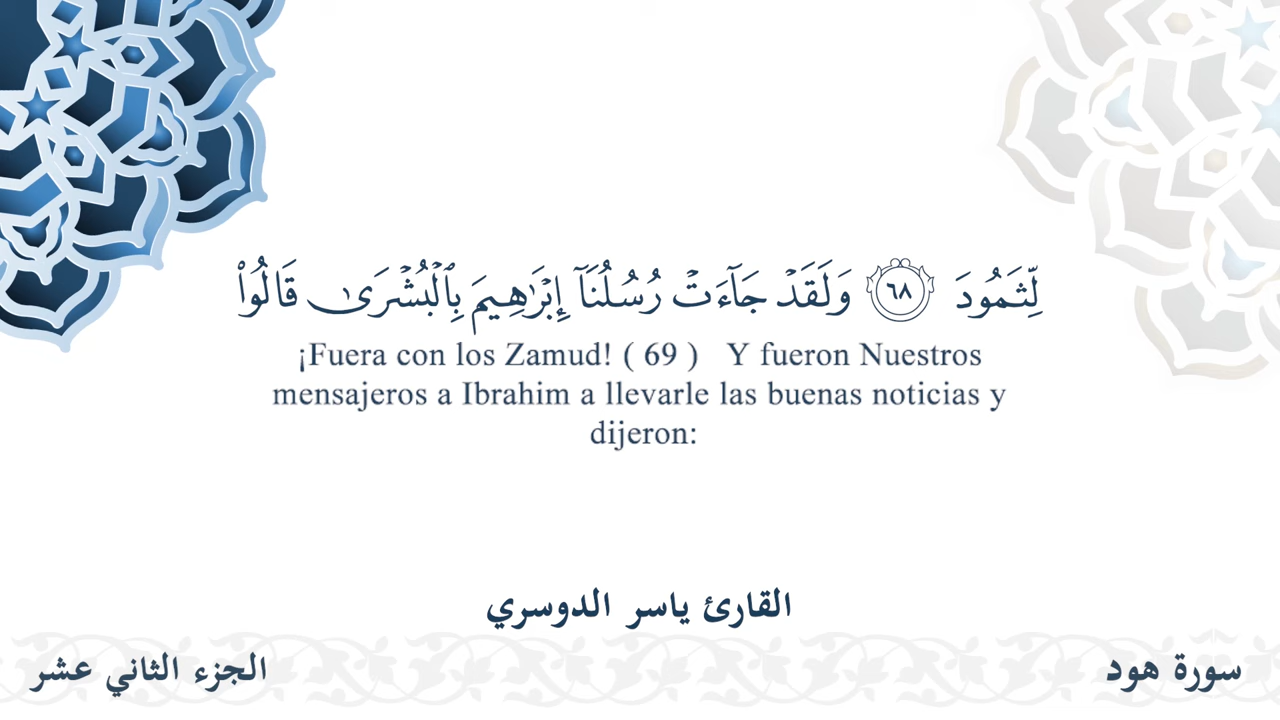 لِّثَمُودَ ٦٨ وَلَقَدْ جَآءَتْ رُسُلُنَآ إِبْرَٰهِيمَ بِٱلْبُشْرَىٰ قَالُوا۟
¡Fuera con los Zamud! ( 69 ) Y fueron Nuestros
mensajeros a Ibrahim a llevarle las buenas noticias y
dijeron:
القارئ ياسر الدوسري
سورة هود
الجزء الثاني عشر